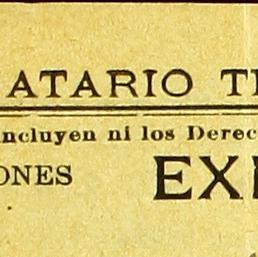 ATARIO T
ncluyen ni los Derec
ONES EX